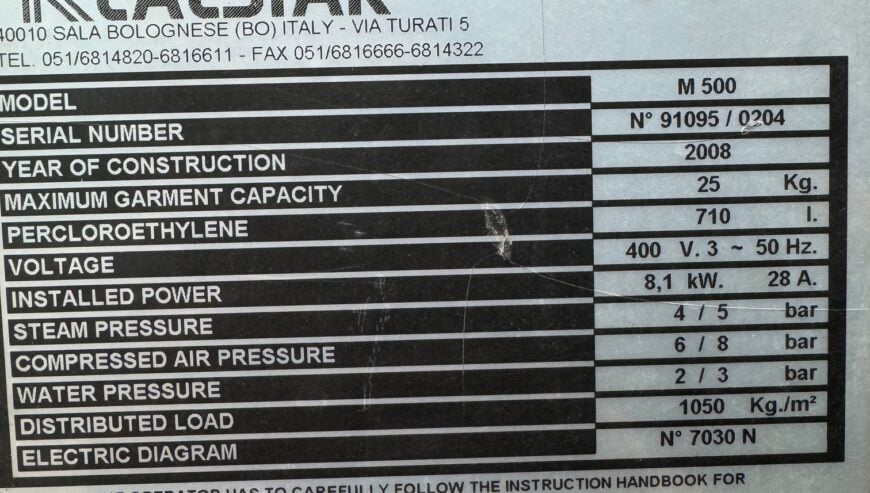 40010 SALA BOLOGNESE (BO) ITALY - VIA TURATI 5
TEL. 051/6814820-6816611 - FAX 051/6816666-6814322
MODEL M 500
SERIAL NUMBER N° 91095 / 0204
YEAR OF CONSTRUCTION 2008
MAXIMUM GARMENT CAPACITY 25 Kg.
PERCLOROETHYLENE 710 l.
VOLTAGE 400 V. 3 ~ 50 Hz.
INSTALLED POWER 8,1 kW. 28 A.
STEAM PRESSURE 4 / 5 bar
COMPRESSED AIR PRESSURE 6 / 8 bar
WATER PRESSURE 2 / 3 bar
DISTRIBUTED LOAD 1050 Kg./m²
ELECTRIC DIAGRAM N° 7030 N
OPERATOR HAS TO CAREFULLY FOLLOW THE INSTRUCTION HANDBOOK FOR